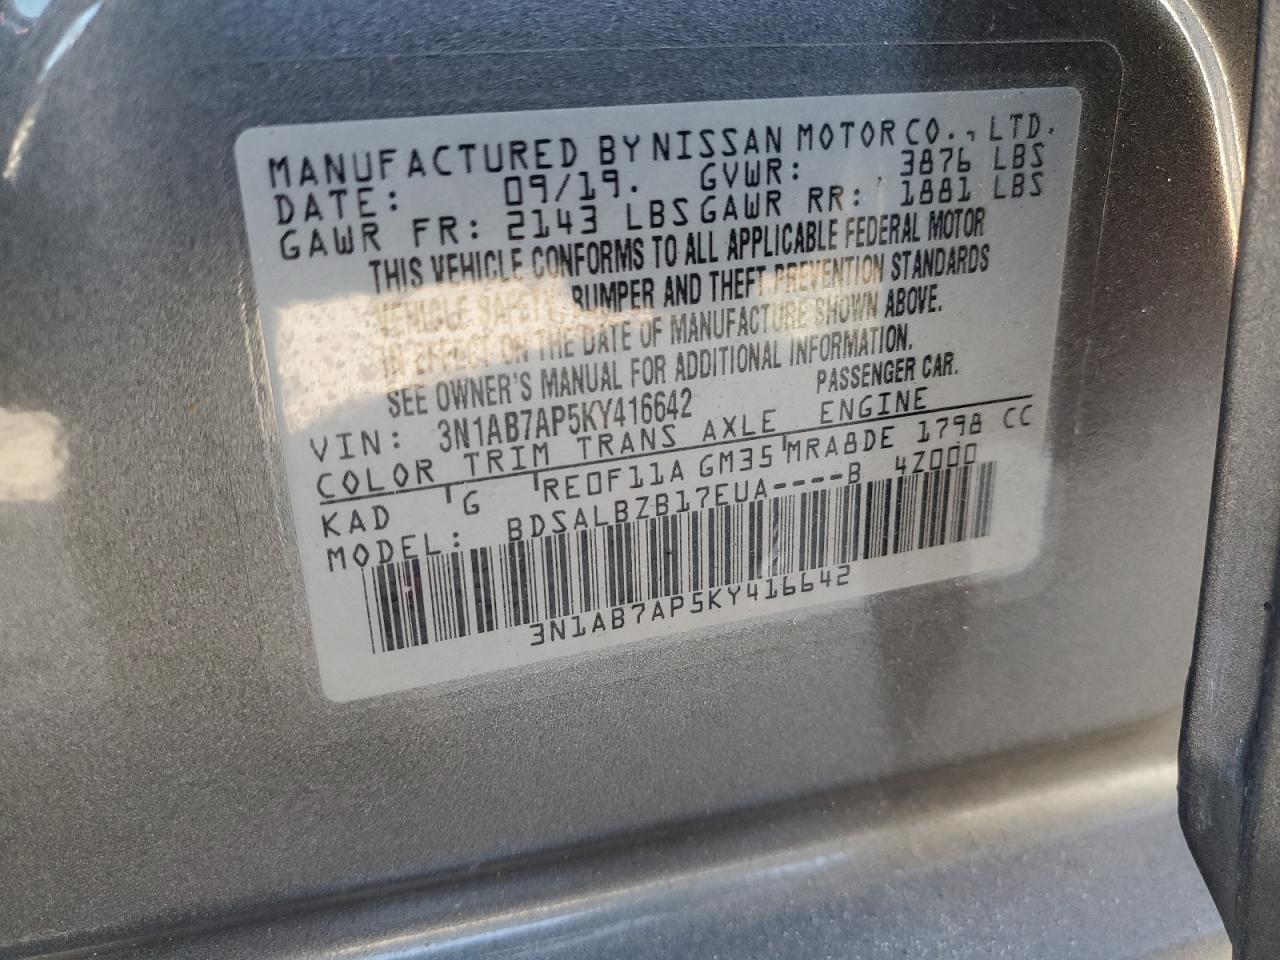 MANUFACTURED BY NISSAN MOTOR CO., LTD.
DATE: 09/19. GVWR: 3876 LBS
GAWR FR: 2143 LBS GAWR RR: 1881 LBS
THIS VEHICLE CONFORMS TO ALL APPLICABLE FEDERAL MOTOR
VEHICLE SAFETY, BUMPER AND THEFT PREVENTION STANDARDS
IN EFFECT ON THE DATE OF MANUFACTURE SHOWN ABOVE.
SEE OWNER'S MANUAL FOR ADDITIONAL INFORMATION.
VIN: 3N1AB7AP5KY416642 PASSENGER CAR.
COLOR TRIM TRANS AXLE ENGINE
KAD G RE0F11A GM35 MRA8DE 1798 CC
MODEL: BDSALBZB17EUA----B 4Z000
3N1AB7AP5KY416642